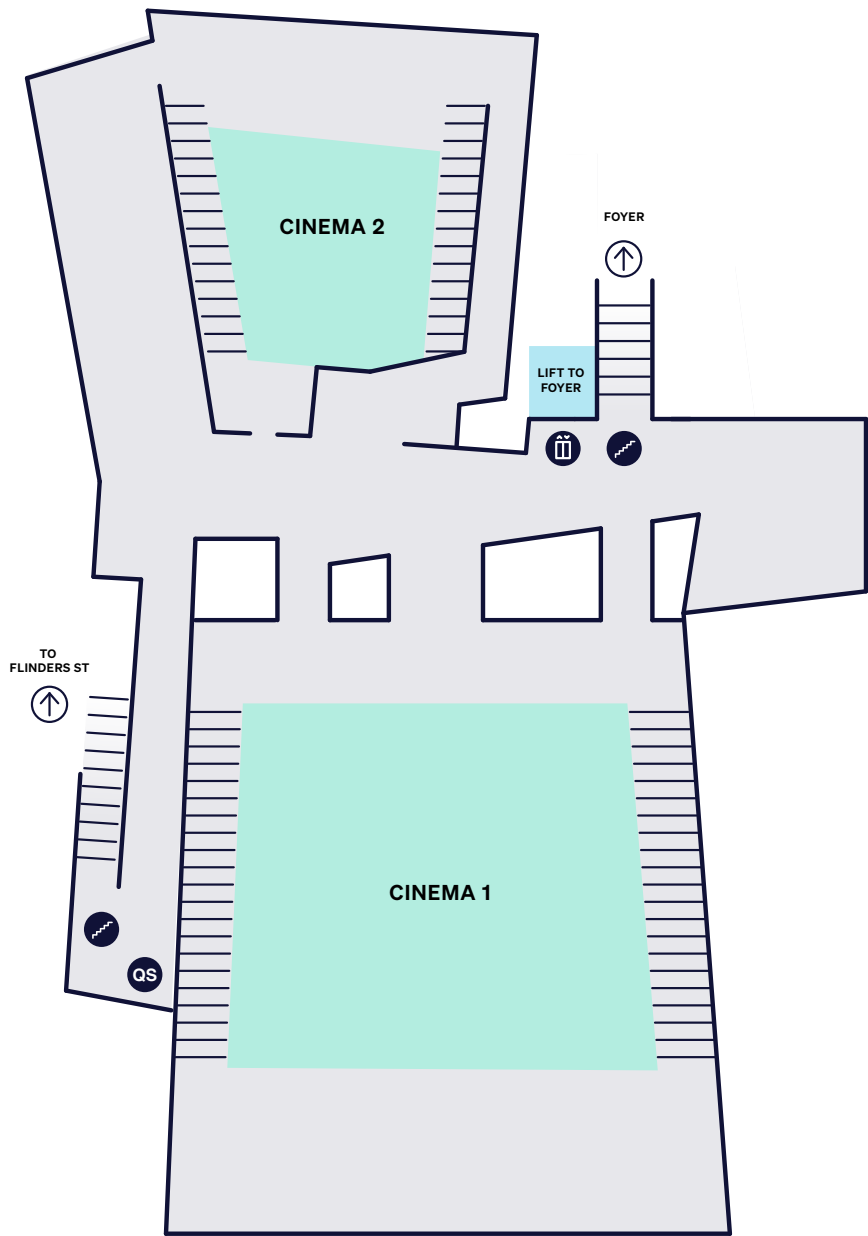 CINEMA 2
FOYER
LIFT TO
FOYER
TO
FLINDERS ST
CINEMA 1
QS